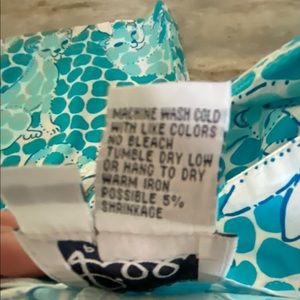 MACHINE WASH COLD
WITH LIKE COLORS
NO BLEACH
TUMBLE DRY LOW
OR HANG TO DRY
WARM IRON
POSSIBLE 5%
SHRINKAGE